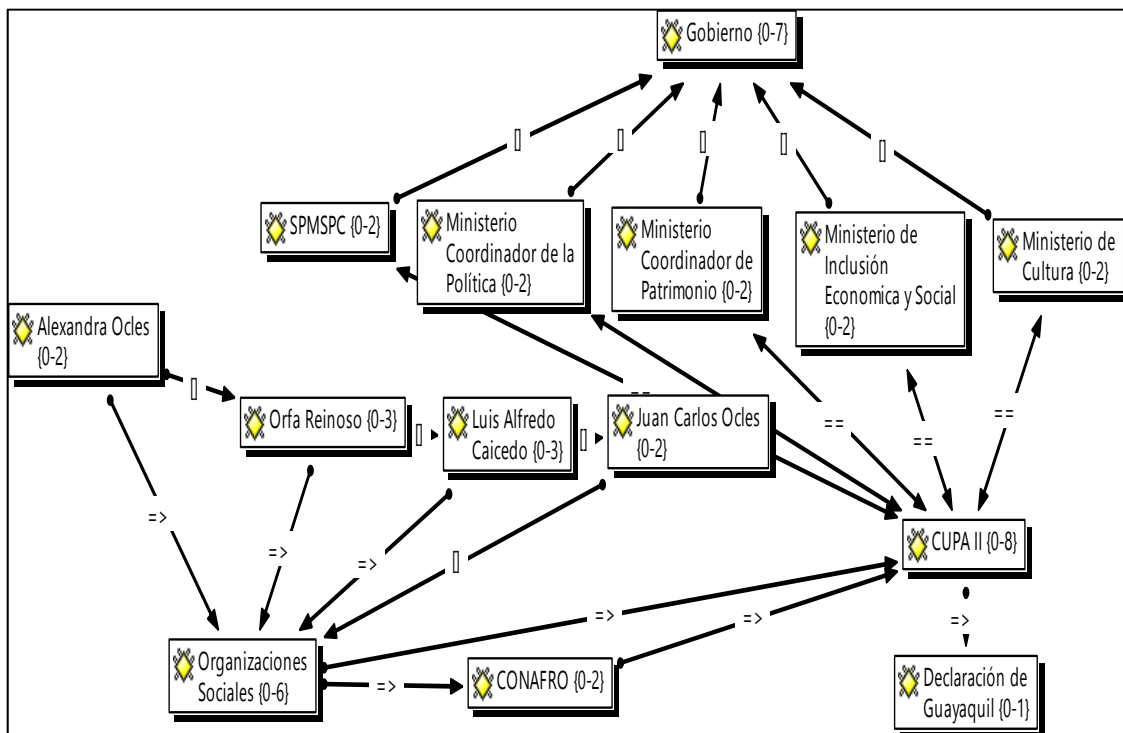 Gobierno {0-7}
SPMSPC {0-2}
Ministerio
Coordinador de la
Política {0-2}
Ministerio
Coordinador de
Patrimonio {0-2}
Ministerio de
Inclusión
Economica y Social
{0-2}
Ministerio de
Cultura {0-2}
Alexandra Ocles
{0-2}
Orfa Reinoso {0-3}
Luis Alfredo
Caicedo {0-3}
Juan Carlos Ocles
{0-2}
==
==
==
==
=>
=>
=>
CUPA II {0-8}
=>
=>
=>
Organizaciones
Sociales {0-6}
=>
CONAFRO {0-2}
Declaración de
Guayaquil {0-1}